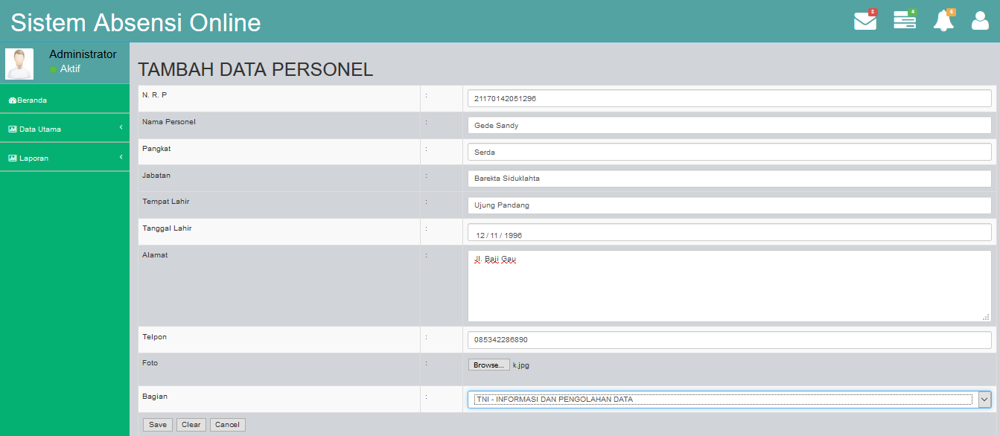 Sistem Absensi Online
3
4
6
Administrator
Aktif
Beranda
Data Utama
Laporan
TAMBAH DATA PERSONEL
N. R. P : 21170142051296
Nama Personel : Gede Sandy
Pangkat : Serda
Jabatan : Barekta Siduklahta
Tempat Lahir : Ujung Pandang
Tanggal Lahir : 12 / 11 / 1996
Alamat : Jl. Baji Gau
Telpon : 085342286890
Foto : Browse... k.jpg
Bagian : TNI - INFORMASI DAN PENGOLAHAN DATA
Save Clear Cancel